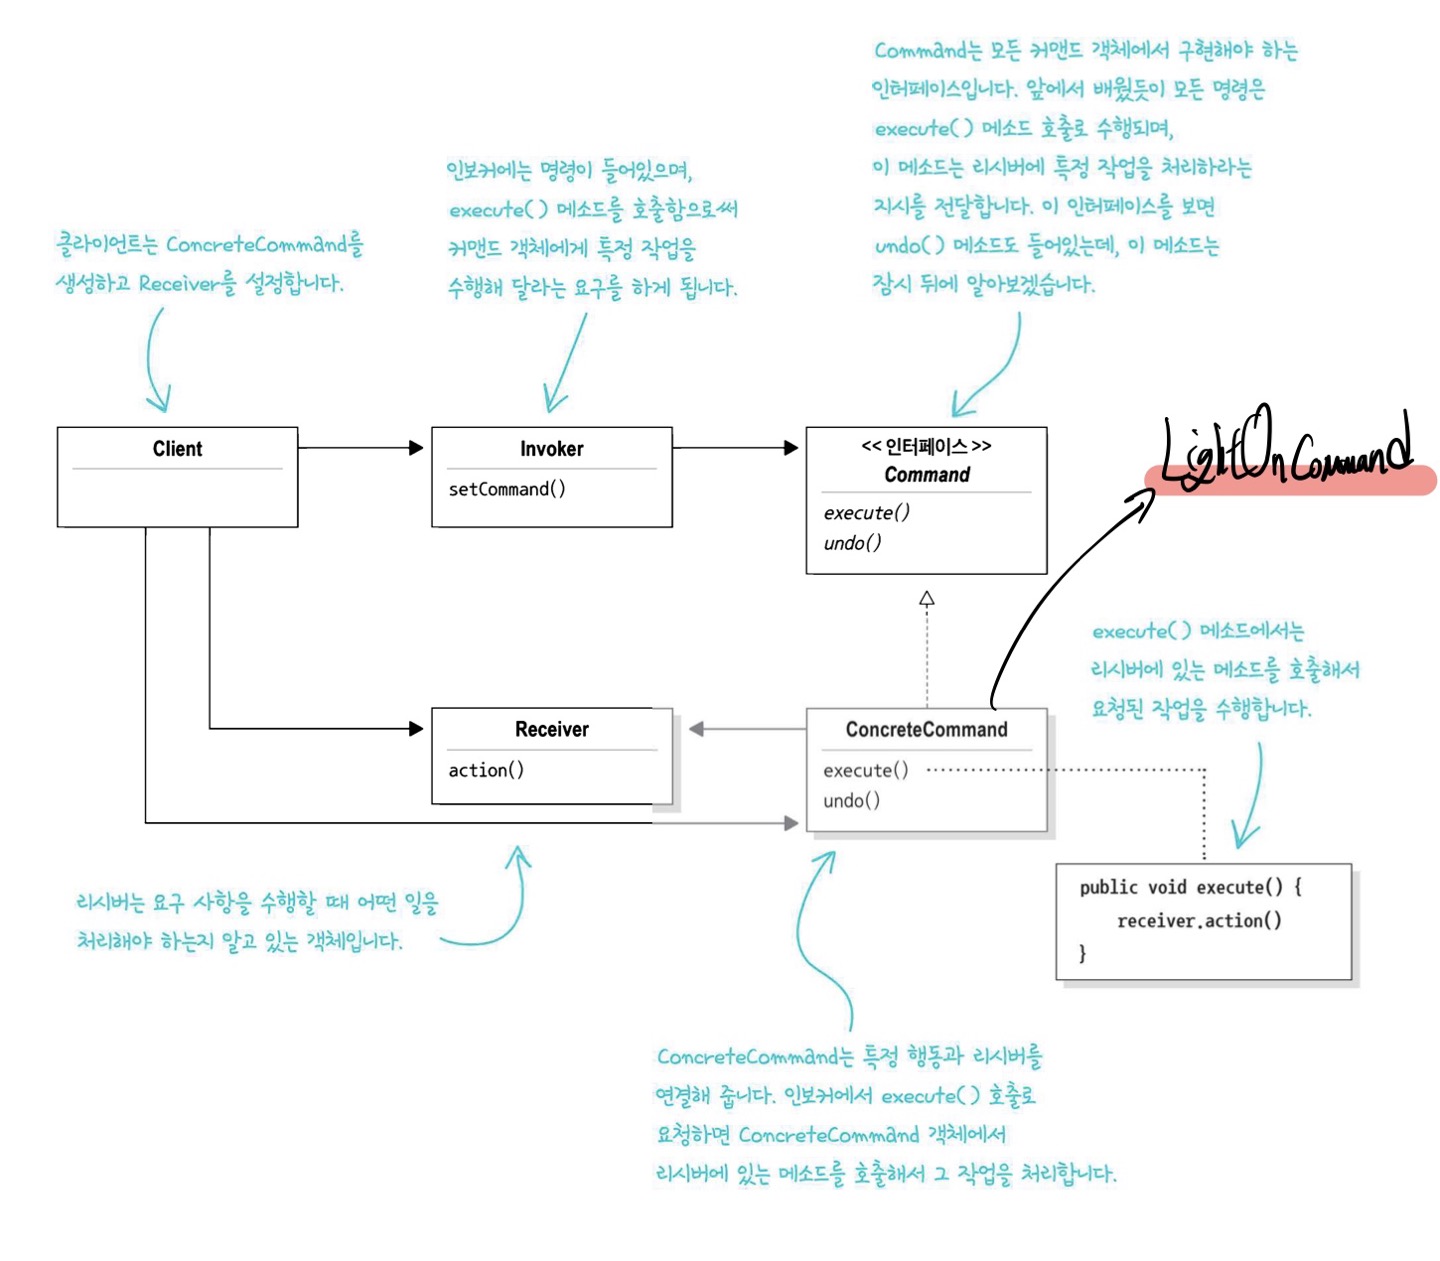 Command는 모든 커맨드 객체에서 구현해야 하는
인터페이스입니다. 앞에서 배웠듯이 모든 명령은
execute() 메소드 호출로 수행되며,
이 메소드는 리시버에 특정 작업을 처리하라는
지시를 전달합니다. 이 인터페이스를 보면
undo() 메소드도 들어있는데, 이 메소드는
잠시 뒤에 알아보겠습니다.
인보커에는 명령이 들어있으며,
execute() 메소드를 호출함으로써
커맨드 객체에게 특정 작업을
수행해 달라는 요구를 하게 됩니다.
클라이언트는 ConcreteCommand를
생성하고 Receiver를 설정합니다.
Client
Invoker
setCommand()
<< 인터페이스 >>
Command
execute()
undo()
LightOnCommand
execute() 메소드에서는
리시버에 있는 메소드를 호출해서
요청된 작업을 수행합니다.
Receiver
action()
ConcreteCommand
execute()
undo()
public void execute() {
receiver.action()
}
리시버는 요구 사항을 수행할 때 어떤 일을
처리해야 하는지 알고 있는 객체입니다.
ConcreteCommand는 특정 행동과 리시버를
연결해 줍니다. 인보커에서 execute() 호출로
요청하면 ConcreteCommand 객체에서
리시버에 있는 메소드를 호출해서 그 작업을 처리합니다.